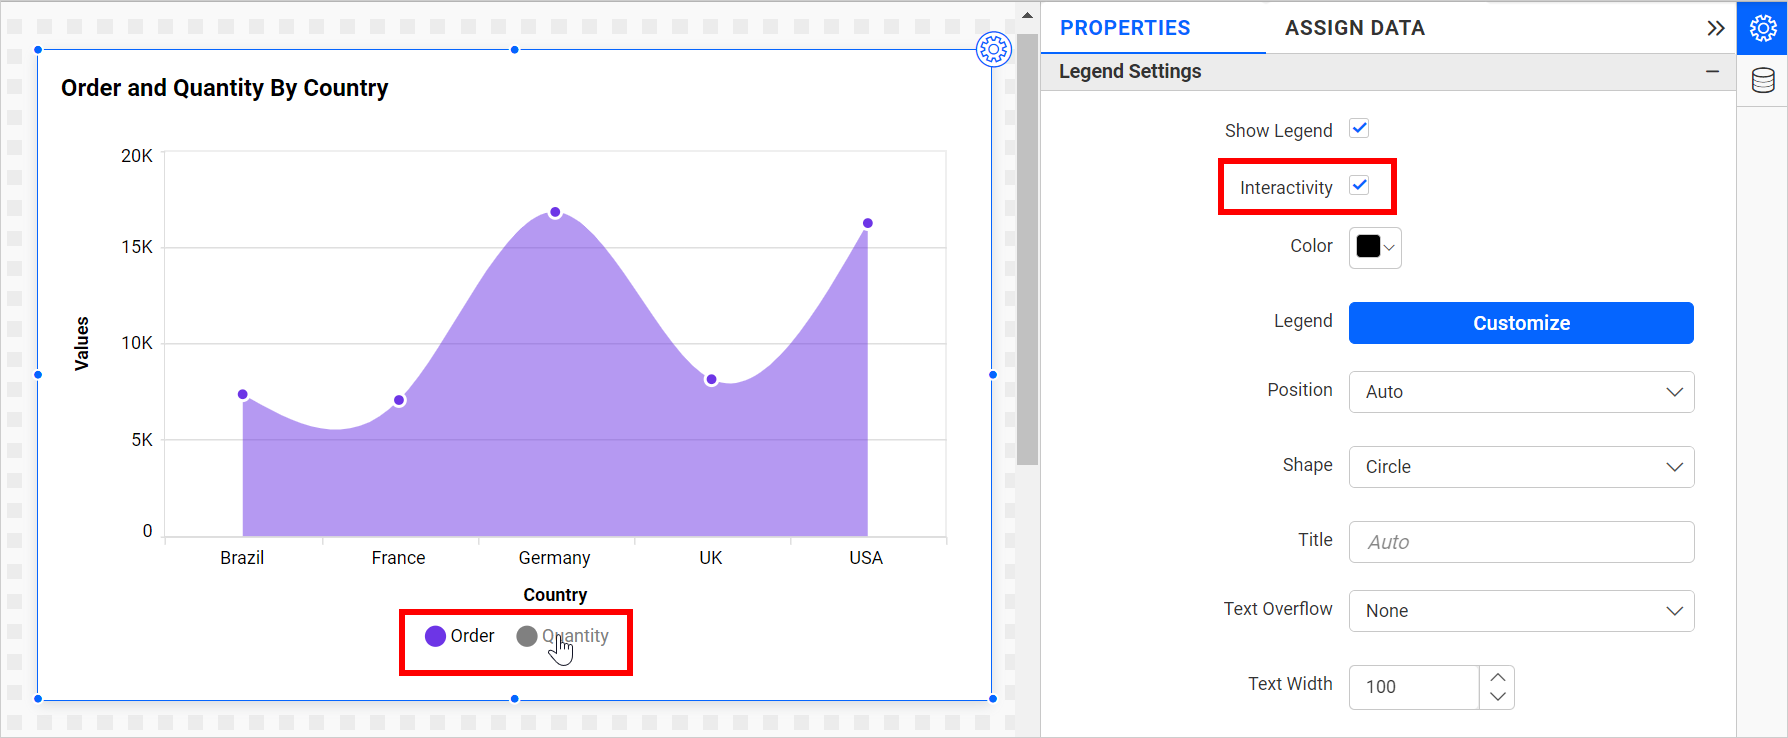 Order and Quantity By Country
20K
15K
10K
5K
0
Values
Brazil France Germany UK USA
Country
Order Quantity
PROPERTIES ASSIGN DATA
Legend Settings
Show Legend
Interactivity
Color
Legend Customize
Position Auto
Shape Circle
Title Auto
Text Overflow None
Text Width 100